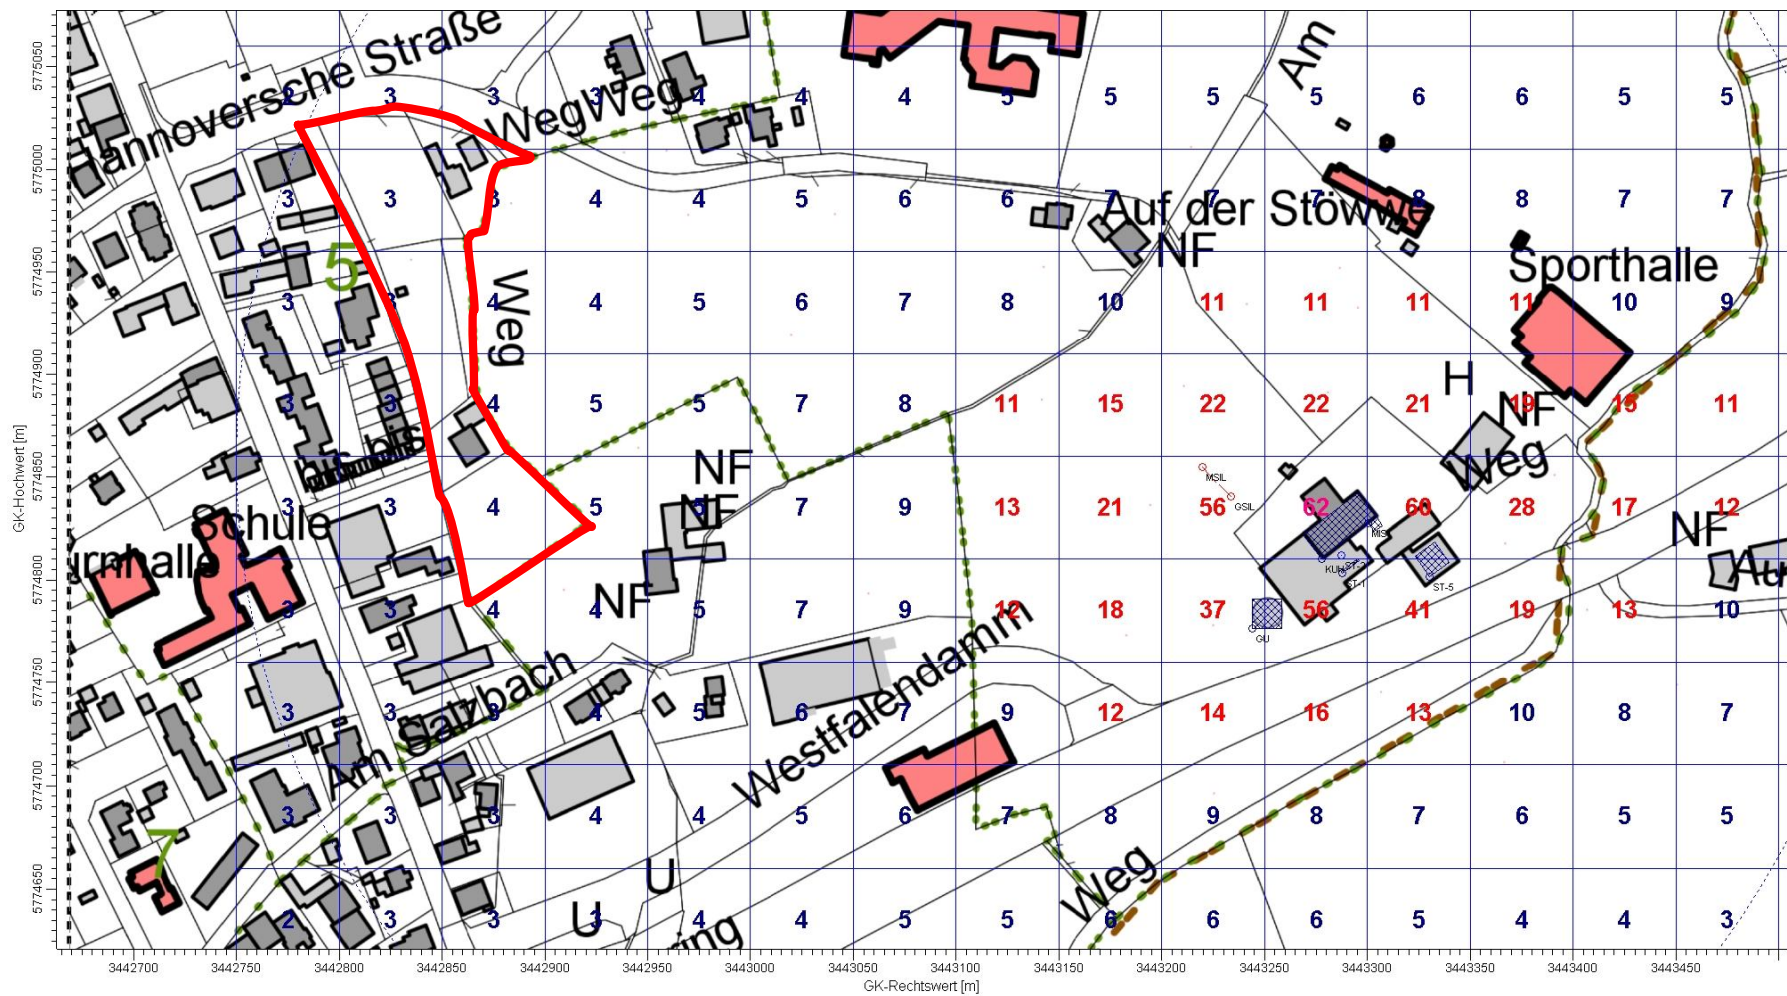 Hannoversche Straße
WegWeg
Am
2 3 3 3 4 4 4 5 5 5 5 6 6 5 5
3 3 3 4 4 5 6 6 7 7 7 8 8 7 7
Auf der Stöwwe
NF
5
Sporthalle
3 3 4 4 5 6 7 8 10 11 11 11 11 10 9
Weg
H
NF
3 3 4 5 5 7 8 11 15 22 22 21 19 15 11
his his
NF
Weg
MSIL
GSIL
Schule
NF
3 3 4 5 5 7 9 13 21 56 62 60 28 17 12
MIS
NF
KUH
ST-2
ST-1
ST-5
NF
3 3 4 4 5 7 9 12 18 37 56 41 19 13 10
GU
Am Salzbach
Westfalendamm
3 3 3 4 5 6 7 9 12 14 16 13 10 8 7
3 3 4 4 5 6 7 8 9 8 7 6 5 5
7
U
Weg
U
2 3 3 3 4 4 5 5 6 6 6 5 4 4 3
ring
GK-Hochwert [m]
5775050
5775000
5774950
5774900
5774850
5774800
5774750
5774700
5774650
3442700 3442750 3442800 3442850 3442900 3442950 3443000 3443050 3443100 3443150 3443200 3443250 3443300 3443350 3443400 3443450
GK-Rechtswert [m]